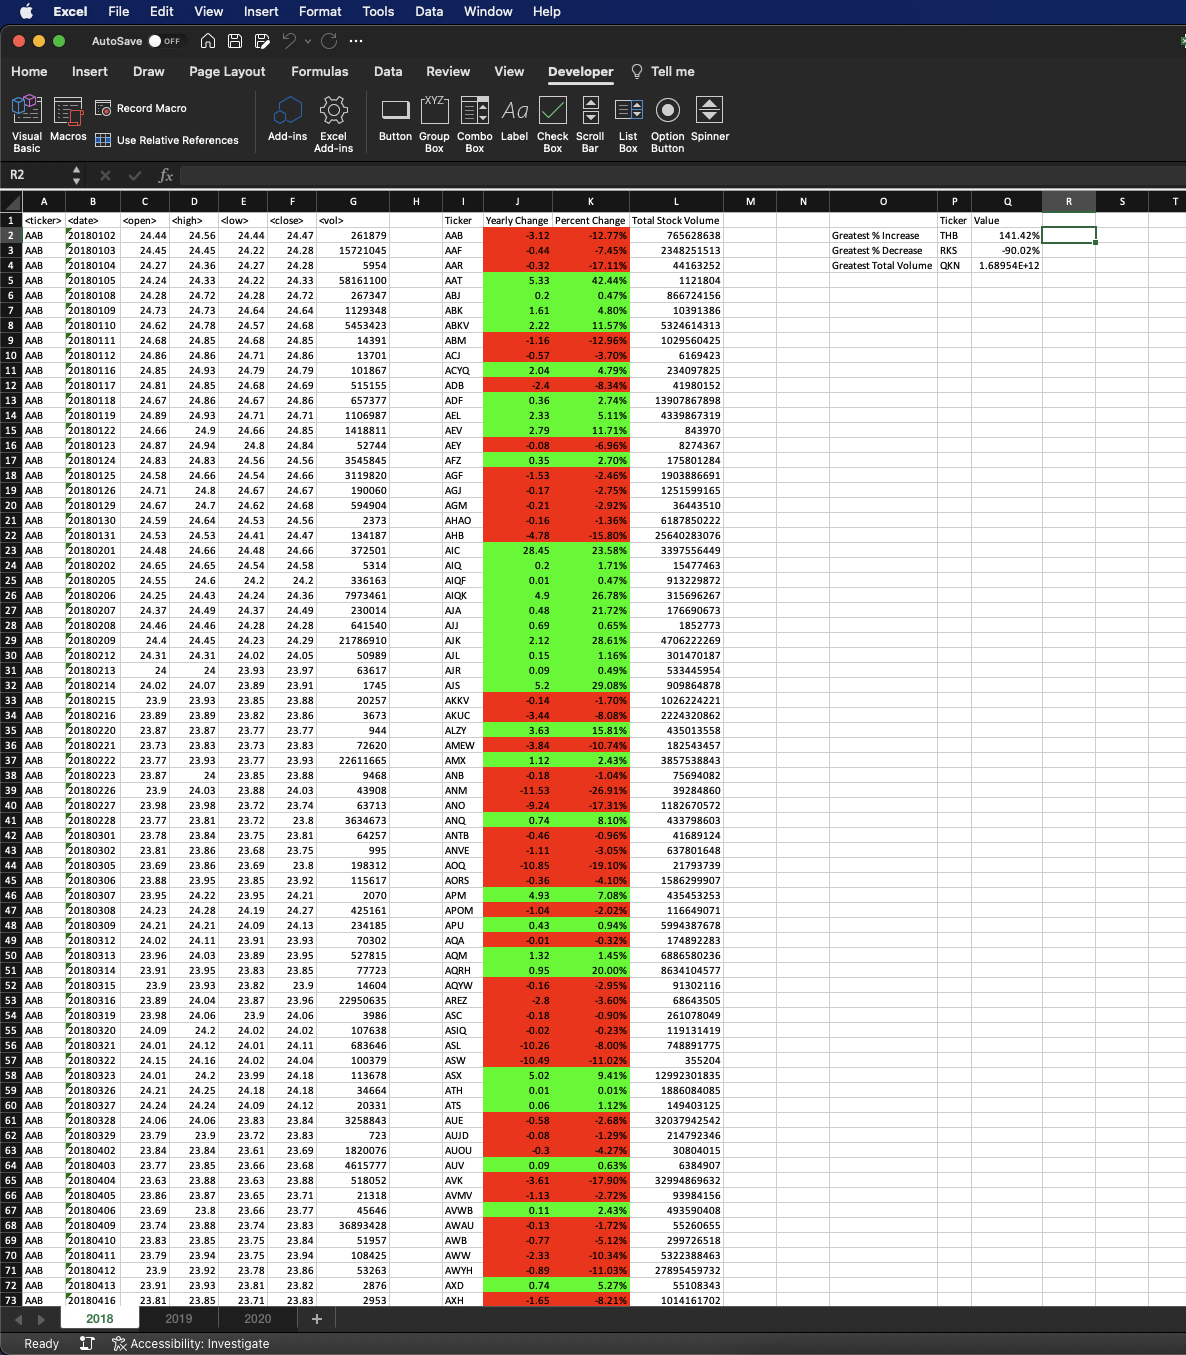 Excel File Edit View Insert Format Tools Data Window Help
AutoSave OFF
Home Insert Draw Page Layout Formulas Data Review View Developer Tell me
Visual Basic Macros Record Macro Use Relative References Add-ins Excel Add-ins Button Group Box Combo Box Label Check Box Scroll Bar List Box Option Button Spinner
XYZ Aa
R2 fx
A B C D E F G H I J K L M N O P Q R S T
1 <ticker> <date> <open> <high> <low> <close> <vol> Ticker Yearly Change Percent Change Total Stock Volume Ticker Value
2 AAB 20180102 24.44 24.56 24.44 24.47 261879 AAB -3.12 -12.77% 765628638 Greatest % Increase THB 141.42%
3 AAB 20180103 24.45 24.45 24.22 24.28 15721045 AAF -0.44 -7.45% 2348251513 Greatest % Decrease RKS -90.02%
4 AAB 20180104 24.27 24.36 24.27 24.28 5954 AAR -0.32 -17.11% 44163252 Greatest Total Volume QKN 1.68954E+12
5 AAB 20180105 24.28 24.33 24.22 24.33 58161100 AAT 5.33 42.44% 1121804
6 AAB 20180108 24.28 24.72 24.28 24.72 267347 ABJ 0.2 0.47% 866724156
7 AAB 20180109 24.73 24.73 24.64 24.64 1129348 ABK 1.61 4.80% 10391386
8 AAB 20180110 24.62 24.78 24.57 24.68 5453423 ABKV 2.22 11.57% 5324614313
9 AAB 20180111 24.68 24.85 24.68 24.85 14391 ABM -1.16 -12.96% 1029560425
10 AAB 20180112 24.86 24.86 24.71 24.86 13701 ACJ -0.57 -3.70% 6169423
11 AAB 20180116 24.85 24.93 24.79 24.79 101867 ACYQ 2.04 4.79% 234097825
12 AAB 20180117 24.81 24.85 24.68 24.69 515155 ADB -2.4 -8.34% 41980152
13 AAB 20180118 24.67 24.86 24.67 24.86 657377 ADF 0.36 2.74% 13907867898
14 AAB 20180119 24.89 24.93 24.71 24.71 1106987 AEL 2.33 5.11% 4339867319
15 AAB 20180122 24.66 24.9 24.66 24.85 1418811 AEV 2.79 11.71% 843970
16 AAB 20180123 24.87 24.94 24.8 24.84 52744 AEY -0.08 -6.96% 8274367
17 AAB 20180124 24.83 24.83 24.56 24.56 3545845 AFZ 0.35 2.70% 175801284
18 AAB 20180125 24.58 24.66 24.54 24.66 3119820 AGF -1.53 -2.46% 1903886691
19 AAB 20180126 24.71 24.8 24.67 24.67 190060 AGJ -0.17 -2.75% 1251599165
20 AAB 20180129 24.67 24.7 24.62 24.68 594904 AGM -0.21 -2.92% 36443510
21 AAB 20180130 24.59 24.64 24.53 24.56 2373 AHAO -0.16 -1.36% 6187850222
22 AAB 20180131 24.53 24.53 24.41 24.47 134187 AHB -4.78 -15.80% 25640283076
23 AAB 20180201 24.48 24.66 24.48 24.66 372501 AIC 28.45 23.58% 3397556449
24 AAB 20180202 24.65 24.65 24.54 24.58 5314 AIQ 0.2 1.71% 15477463
25 AAB 20180205 24.55 24.6 24.2 24.2 336163 AIQF 0.01 0.47% 913229872
26 AAB 20180206 24.25 24.43 24.24 24.36 7973461 AIQK 4.9 26.78% 315696267
27 AAB 20180207 24.37 24.49 24.37 24.49 230014 AJA 0.48 21.72% 176690673
28 AAB 20180208 24.46 24.46 24.28 24.28 641540 AJJ 0.69 0.65% 1852773
29 AAB 20180209 24.4 24.45 24.23 24.29 21786910 AJK 2.12 28.61% 4706222269
30 AAB 20180212 24.31 24.31 24.02 24.05 50989 AJL 0.15 1.16% 301470187
31 AAB 20180213 24 24 23.93 23.97 63617 AJR 0.09 0.49% 533445954
32 AAB 20180214 24.02 24.07 23.89 23.91 1745 AJS 5.2 29.08% 909864878
33 AAB 20180215 23.9 23.93 23.85 23.88 20257 AKKV -0.14 -1.70% 1026224221
34 AAB 20180216 23.89 23.89 23.82 23.86 3673 AKUC -3.44 -8.08% 2224320862
35 AAB 20180220 23.87 23.87 23.77 23.77 944 ALZY 3.63 15.81% 435013558
36 AAB 20180221 23.73 23.83 23.73 23.83 72620 AMEW -3.84 -10.74% 182543457
37 AAB 20180222 23.77 23.93 23.77 23.93 22611665 AMX 1.12 2.43% 3857538843
38 AAB 20180223 23.87 24 23.85 23.88 9468 ANB -0.18 -1.04% 75694082
39 AAB 20180226 23.9 24.03 23.88 24.03 43908 ANM -11.53 -26.91% 39284860
40 AAB 20180227 23.98 23.98 23.72 23.74 63713 ANO -9.24 -17.31% 1182670572
41 AAB 20180228 23.77 23.81 23.72 23.8 3634673 ANQ 0.74 8.10% 433798603
42 AAB 20180301 23.78 23.84 23.75 23.81 64257 ANTB -0.46 -0.96% 41689124
43 AAB 20180302 23.81 23.86 23.68 23.75 995 ANVE -1.11 -3.05% 637801648
44 AAB 20180305 23.69 23.86 23.69 23.8 198312 AOQ -10.85 -19.10% 21793739
45 AAB 20180306 23.88 23.95 23.85 23.92 115617 AORS -0.36 -4.10% 1586299907
46 AAB 20180307 23.95 24.22 23.95 24.21 2070 APM 4.93 7.08% 435453253
47 AAB 20180308 24.23 24.28 24.19 24.27 425161 APOM -1.04 -2.02% 116649071
48 AAB 20180309 24.21 24.21 24.09 24.13 234185 APU 0.43 0.94% 5994387678
49 AAB 20180312 24.02 24.11 23.91 23.93 70302 AQA -0.01 -0.32% 174892283
50 AAB 20180313 23.96 24.03 23.89 23.95 527815 AQM 1.32 1.45% 6886580236
51 AAB 20180314 23.91 23.95 23.83 23.85 77723 AQRH 0.95 20.00% 8634104577
52 AAB 20180315 23.9 23.93 23.82 23.9 14604 AQYW -0.16 -2.95% 91302116
53 AAB 20180316 23.89 24.04 23.87 23.96 22950635 AREZ -2.8 -3.60% 68643505
54 AAB 20180319 23.98 24.06 23.9 24.06 3986 ASC -0.18 -0.90% 261078049
55 AAB 20180320 24.09 24.2 24.02 24.02 107638 ASIQ -0.02 -0.23% 119131419
56 AAB 20180321 24.01 24.12 24.01 24.11 683646 ASL -10.26 -8.00% 748891775
57 AAB 20180322 24.15 24.16 24.02 24.04 100379 ASW -10.49 -11.02% 355204
58 AAB 20180323 24.01 24.2 23.99 24.18 113678 ASX 5.02 9.41% 12992301835
59 AAB 20180326 24.21 24.25 24.18 24.18 34664 ATH 0.01 0.01% 1886084085
60 AAB 20180327 24.24 24.24 24.09 24.12 20331 ATS 0.06 1.12% 149403125
61 AAB 20180328 24.06 24.06 23.83 23.84 3258843 AUE -0.58 -2.68% 32037942542
62 AAB 20180329 23.79 23.9 23.72 23.83 723 AUJD -0.08 -1.29% 214792346
63 AAB 20180402 23.84 23.84 23.61 23.69 1820076 AUOU -0.3 -4.27% 30804015
64 AAB 20180403 23.77 23.85 23.66 23.68 4615777 AUV 0.09 0.63% 6384907
65 AAB 20180404 23.63 23.88 23.63 23.88 518052 AVK -3.61 -17.90% 32994869632
66 AAB 20180405 23.86 23.87 23.65 23.71 21318 AVMV -1.13 -2.72% 93984156
67 AAB 20180406 23.69 23.8 23.66 23.77 45646 AVWB 0.11 2.43% 493590408
68 AAB 20180409 23.74 23.88 23.74 23.83 36893428 AWAU -0.13 -1.72% 55260655
69 AAB 20180410 23.83 23.85 23.75 23.84 51957 AWB -0.77 -5.12% 299726518
70 AAB 20180411 23.79 23.94 23.75 23.94 108425 AWW -2.33 -10.34% 5322388463
71 AAB 20180412 23.9 23.92 23.78 23.86 53263 AWYH -0.89 -11.03% 27895459732
72 AAB 20180413 23.91 23.93 23.81 23.82 2876 AXD 0.74 5.27% 55108343
73 AAB 20180416 23.81 23.85 23.71 23.83 2953 AXH -1.65 -8.21% 1014161702
2018 2019 2020 +
Ready Accessibility: Investigate